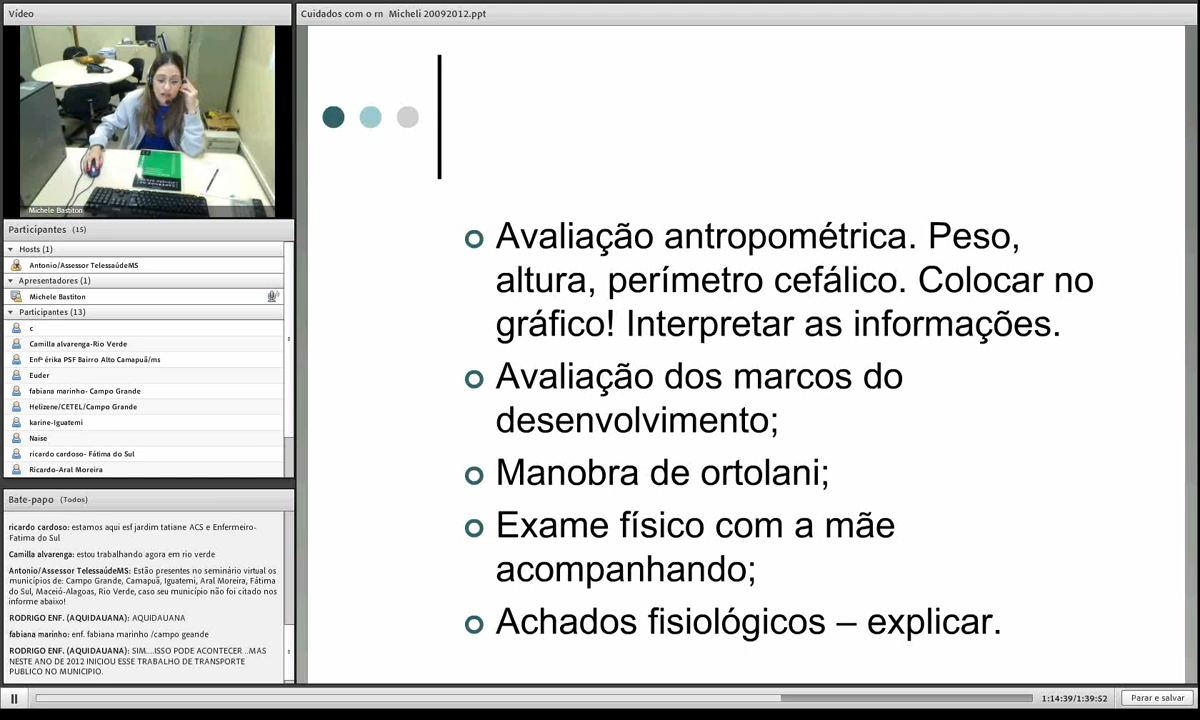 Vídeo
Michele Bastiton
Participantes (15)
Hosts (1)
Antonio/Assessor TelessaúdeMS
Apresentadores (1)
Michele Bastiton
Participantes (13)
c
Camilla alvarenga-Rio Verde
Enfª érika PSF Bairro Alto Camapuã/ms
Euder
fabiana marinho- Campo Grande
Helizene/CETEL/Campo Grande
karine-Iguatemi
Naise
ricardo cardoso- Fátima do Sul
Ricardo-Aral Moreira
Bate-papo (Todos)
ricardo cardoso: estamos aqui esf jardim tatiane ACS e Enfermeiro-
Fatima do Sul
Camilla alvarenga: estou trabalhando agora em rio verde
Antonio/Assessor TelessaúdeMS: Estão presentes no seminário virtual os
municípios de: Campo Grande, Camapuã, Iguatemi, Aral Moreira, Fátima
do Sul, Maceió-Alagoas, Rio Verde, caso seu município não foi citado nos
informe abaixo!
RODRIGO ENF. (AQUIDAUANA): AQUIDAUANA
fabiana marinho: enf. fabiana marinho /campo geande
RODRIGO ENF. (AQUIDAUANA): SIM....ISSO PODE ACONTECER ..MAS
NESTE ANO DE 2012 INICIOU ESSE TRABALHO DE TRANSPORTE
PUBLICO NO MUNICIPIO.
Cuidados com o rn Micheli 20092012.ppt
Avaliação antropométrica. Peso,
altura, perímetro cefálico. Colocar no
gráfico! Interpretar as informações.
Avaliação dos marcos do
desenvolvimento;
Manobra de ortolani;
Exame físico com a mãe
acompanhando;
Achados fisiológicos – explicar.
1:14:39/1:39:52
Parar e salvar